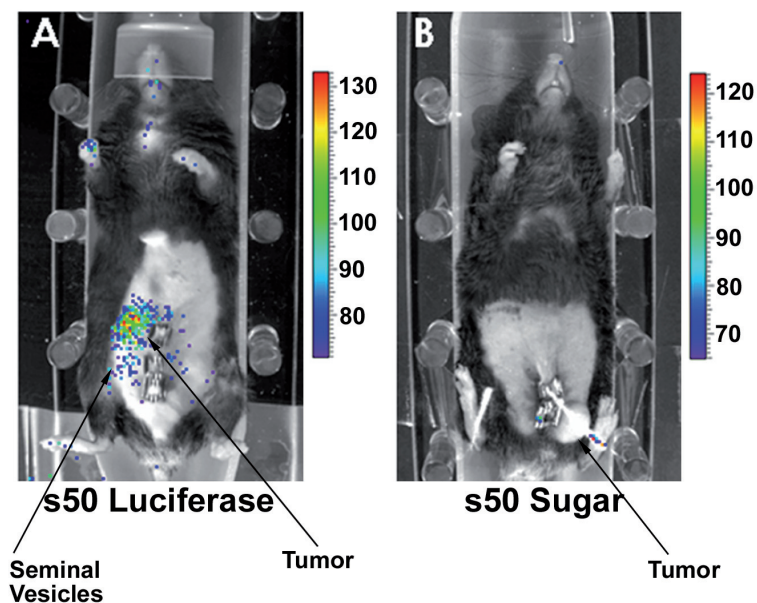 A
B
130
120
110
100
90
80
120
110
100
90
80
70
s50 Luciferase
s50 Sugar
Seminal
Vesicles
Tumor
Tumor